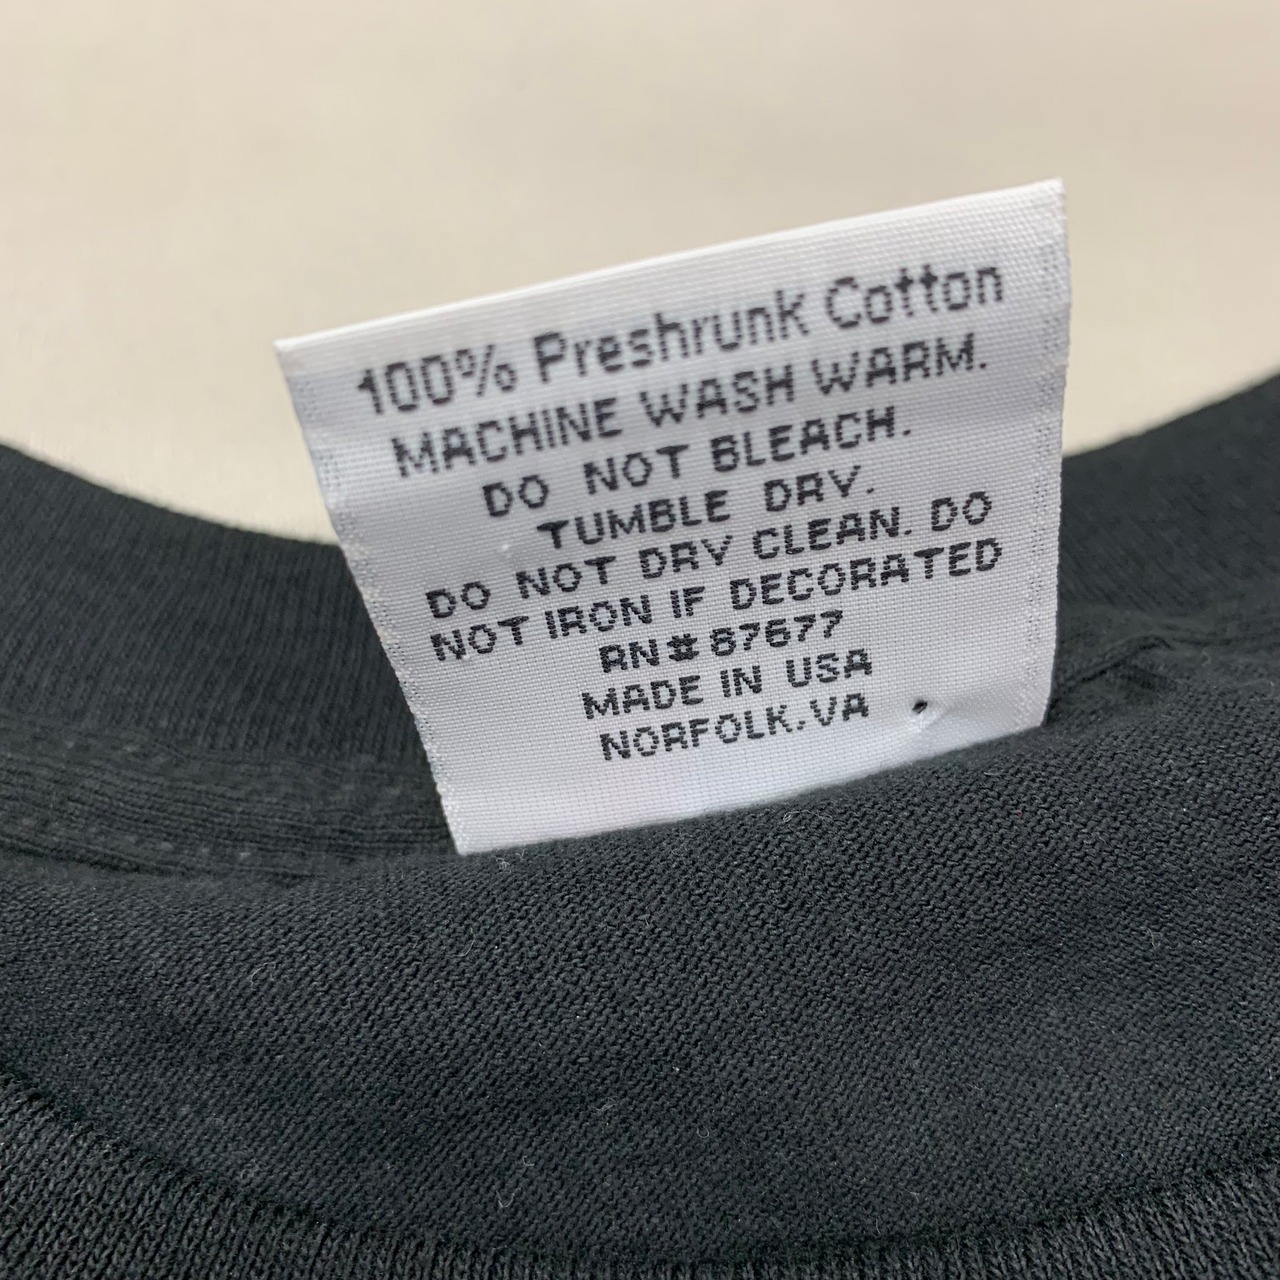 100% Preshrunk Cotton
MACHINE WASH WARM.
DO NOT BLEACH.
TUMBLE DRY.
DO NOT DRY CLEAN. DO
NOT IRON IF DECORATED
RN# 87677
MADE IN USA
NORFOLK.VA